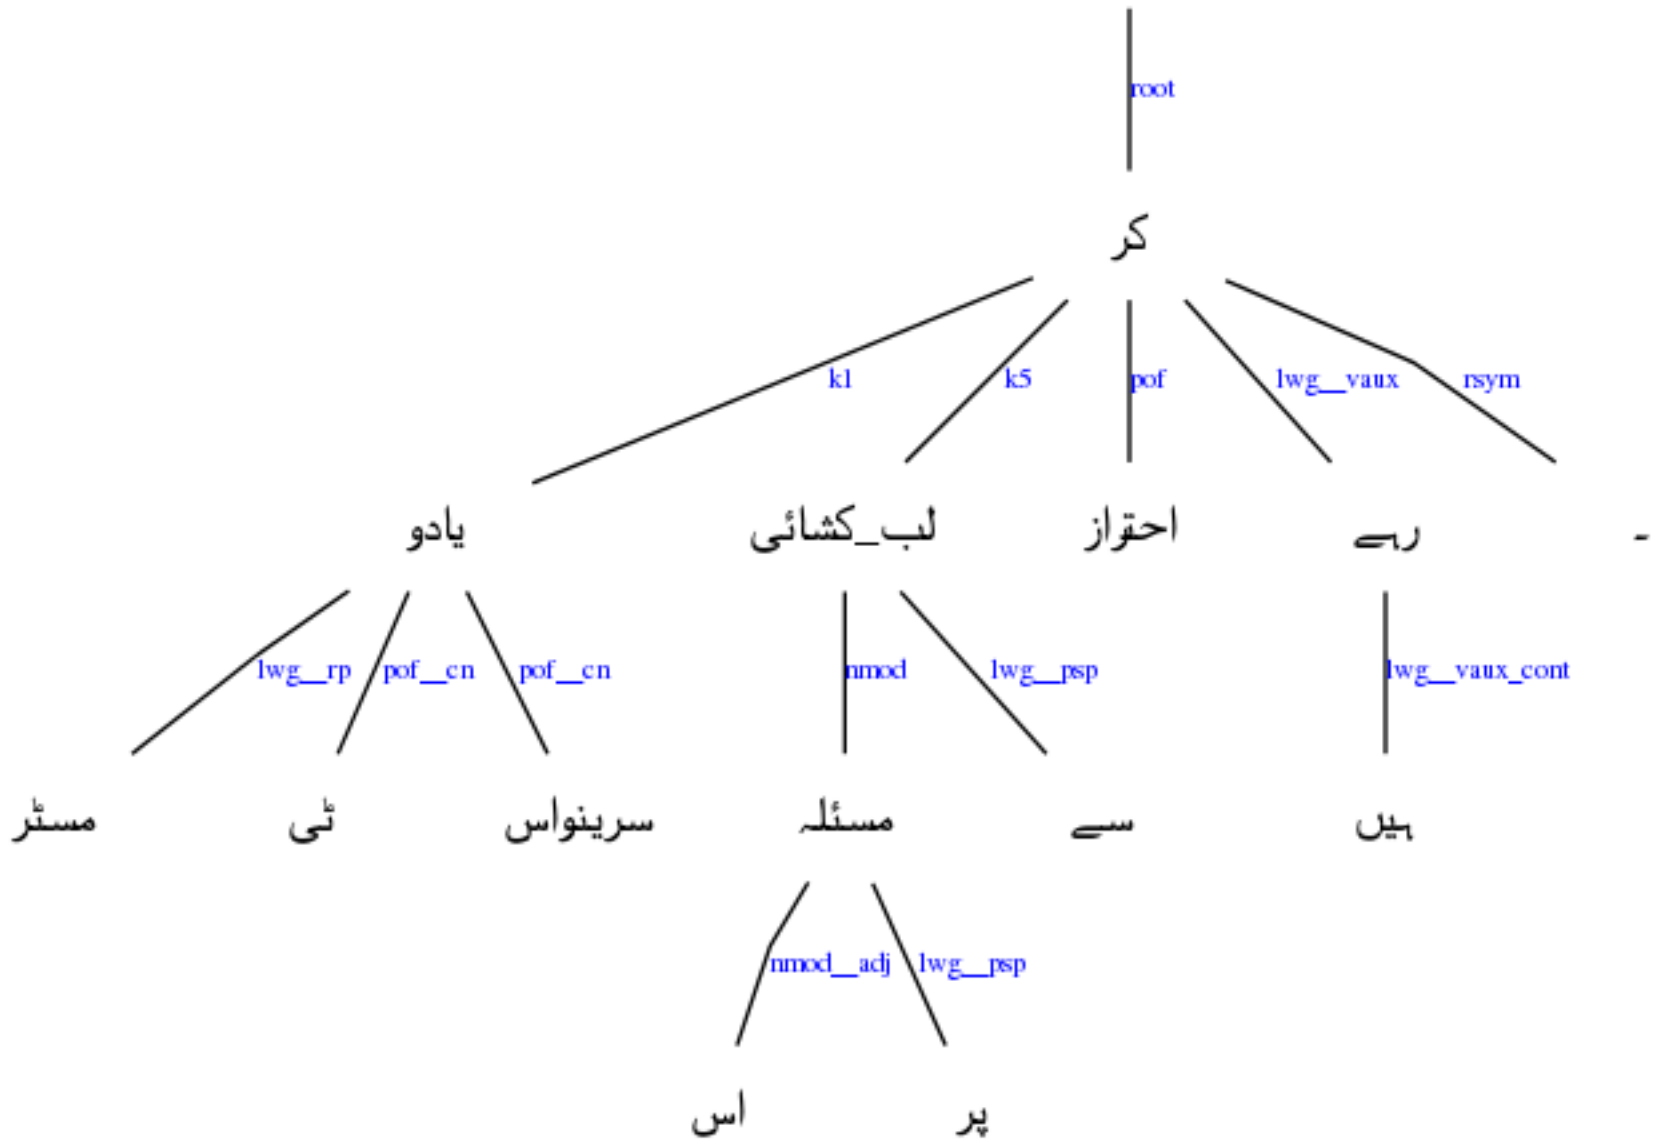 root
کر
k1 k5 pof lwg__vaux rsym
یادو لب_کشائی احتراز رہے ۔
lwg__rp pof__cn pof__cn nmod lwg__psp lwg__vaux_cont
مسٹر ٹی سرینواس مسئلہ سے ہیں
nmod__adj lwg__psp
اس پر